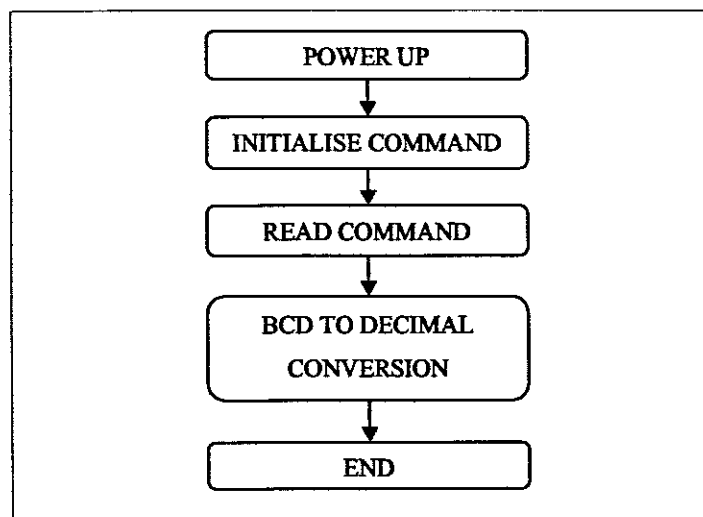 POWER UP
INITIALISE COMMAND
READ COMMAND
BCD TO DECIMAL
CONVERSION
END